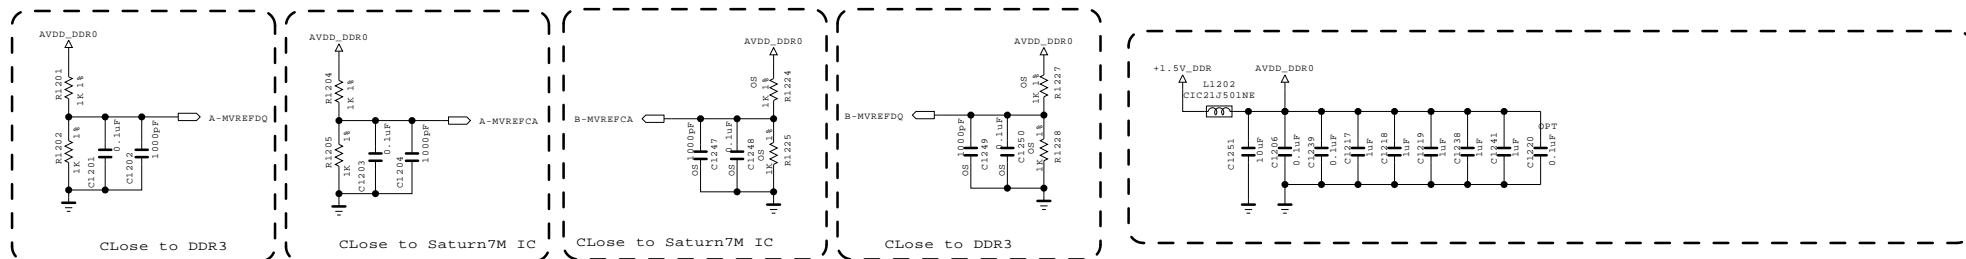 AVDD_DDR0
R1201
1K 1%
A-MVREFDQ
R1202
1K 1%
C1201
0.1uF
C1202
1000pF
CLose to DDR3
AVDD_DDR0
R1204
1K 1%
A-MVREFCA
R1205
1K 1%
C1203
0.1uF
C1204
1000pF
CLose to Saturn7M IC
AVDD_DDR0
OS
1K 1%
R1224
B-MVREFCA
OS 1000pF
C1247
OS 0.1uF
C1248
OS
1K 1%
R1225
CLose to Saturn7M IC
AVDD_DDR0
OS
1K 1%
R1227
B-MVREFDQ
OS 1000pF
C1249
OS 0.1uF
C1250
OS
1K 1%
R1228
CLose to DDR3
+1.5V_DDR
AVDD_DDR0
L1202
CIC21J501NE
C1251
10uF
C1206
0.1uF
C1239
0.1uF
C1217
1uF
C1218
1uF
C1219
1uF
C1238
1uF
C1241
1uF
OPT
C1220
0.1uF